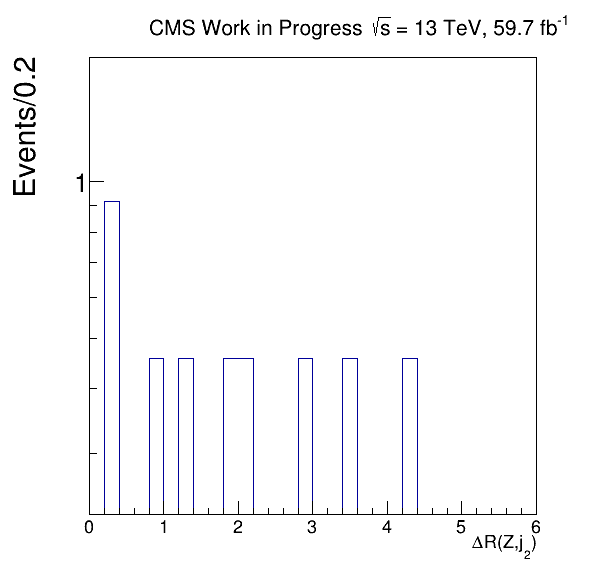 CMS Work in Progress √s = 13 TeV, 59.7 fb⁻¹
Events/0.2
1
0 1 2 3 4 5 6
ΔR(Z,j₂)